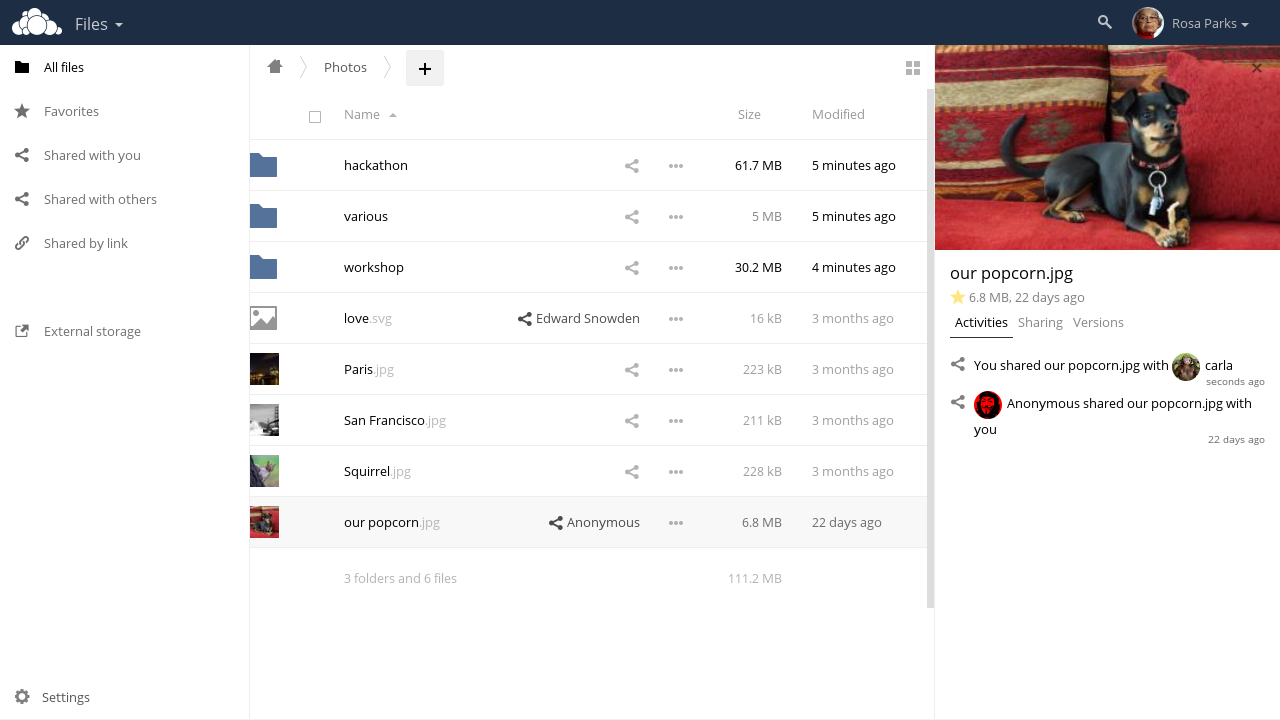 Files
Rosa Parks
All files
Favorites
Shared with you
Shared with others
Shared by link
External storage
Settings
Photos
+
Name Size Modified
hackathon 61.7 MB 5 minutes ago
various 5 MB 5 minutes ago
workshop 30.2 MB 4 minutes ago
love.svg Edward Snowden 16 kB 3 months ago
Paris.jpg 223 kB 3 months ago
San Francisco.jpg 211 kB 3 months ago
Squirrel.jpg 228 kB 3 months ago
our popcorn.jpg Anonymous 6.8 MB 22 days ago
3 folders and 6 files 111.2 MB
our popcorn.jpg
6.8 MB, 22 days ago
Activities Sharing Versions
You shared our popcorn.jpg with carla
seconds ago
Anonymous shared our popcorn.jpg with
you
22 days ago